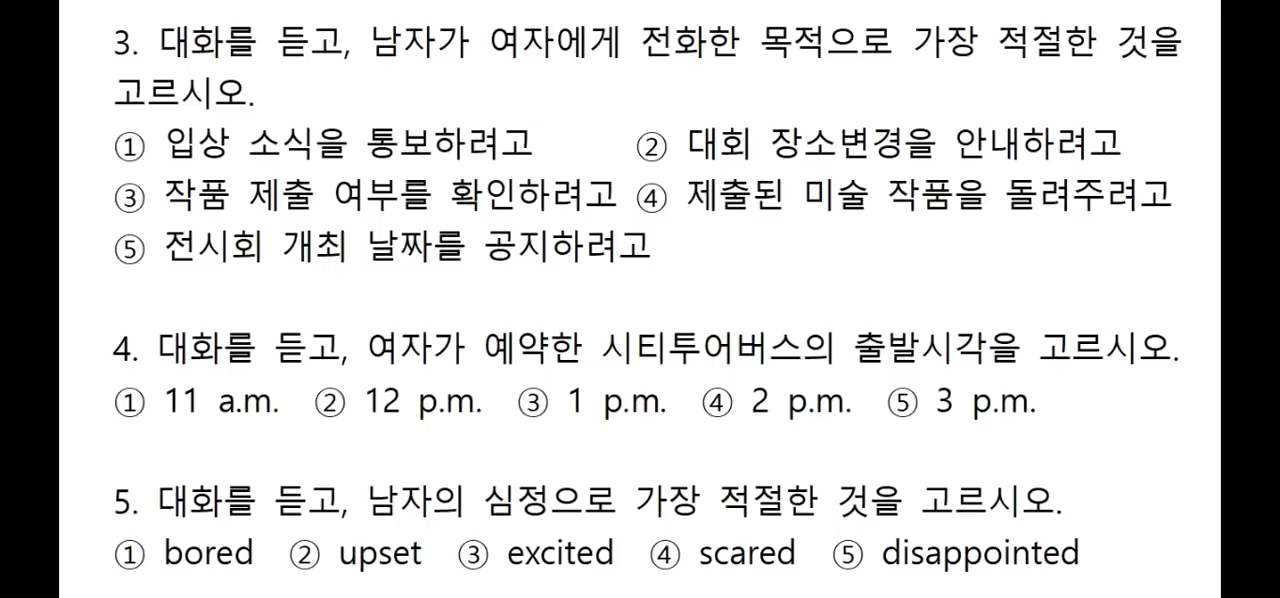 3. 대화를 듣고, 남자가 여자에게 전화한 목적으로 가장 적절한 것을
고르시오.
① 입상 소식을 통보하려고 ② 대회 장소변경을 안내하려고
③ 작품 제출 여부를 확인하려고 ④ 제출된 미술 작품을 돌려주려고
⑤ 전시회 개최 날짜를 공지하려고
4. 대화를 듣고, 여자가 예약한 시티투어버스의 출발시각을 고르시오.
① 11 a.m. ② 12 p.m. ③ 1 p.m. ④ 2 p.m. ⑤ 3 p.m.
5. 대화를 듣고, 남자의 심정으로 가장 적절한 것을 고르시오.
① bored ② upset ③ excited ④ scared ⑤ disappointed